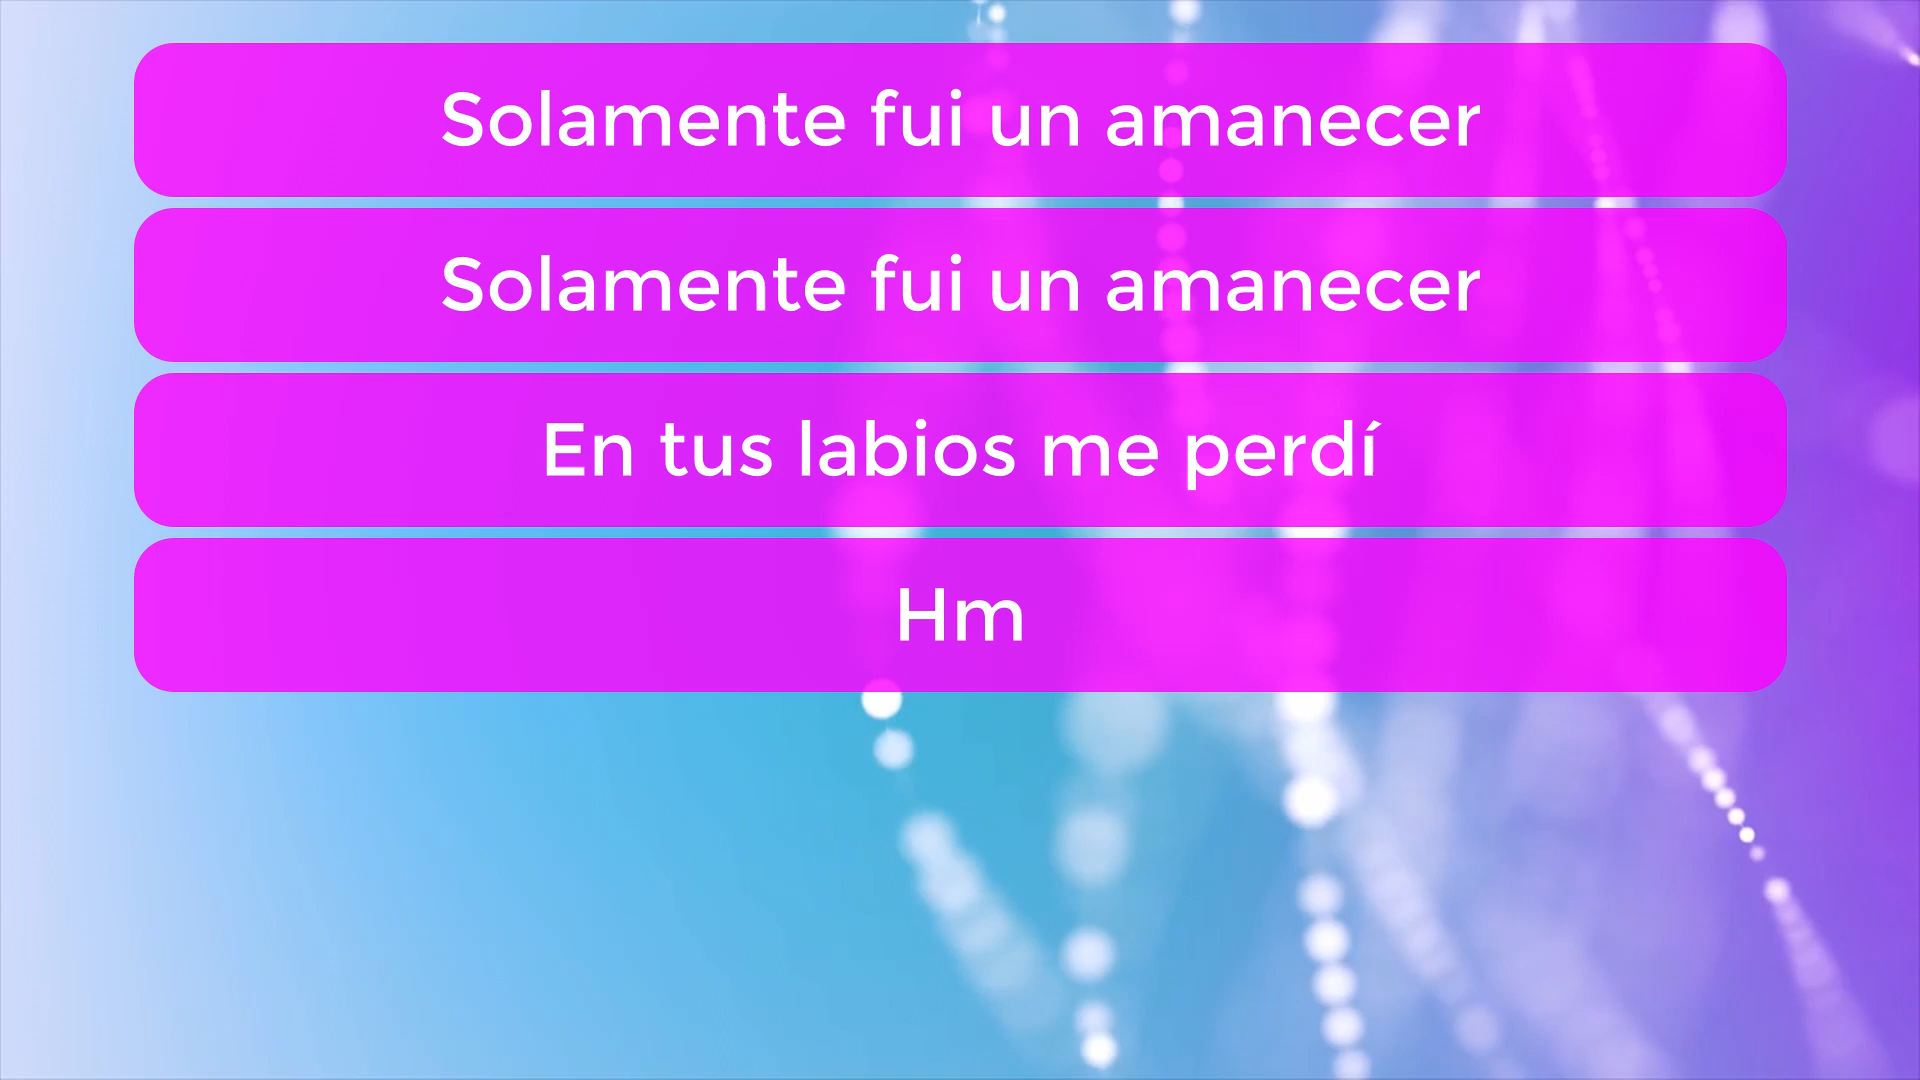 Solamente fui un amanecer
Solamente fui un amanecer
En tus labios me perdí
Hm